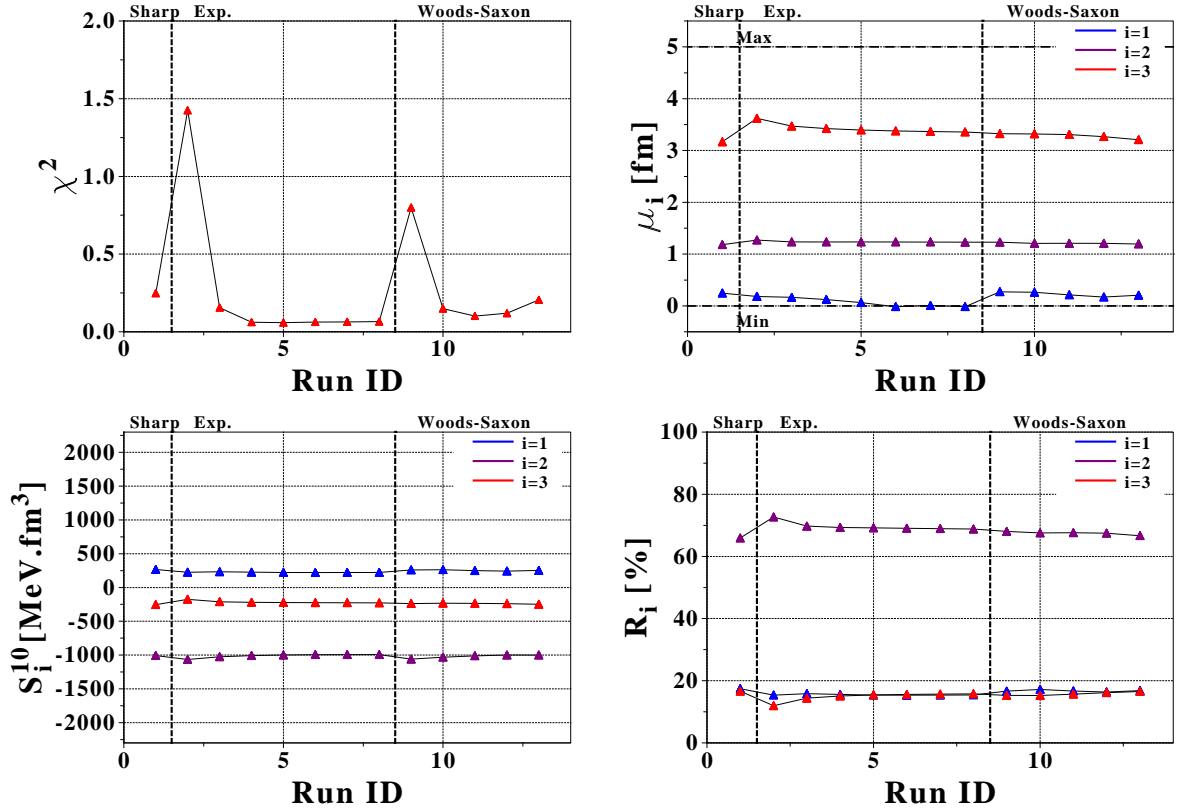 Sharp Exp. Woods-Saxon
2.0
1.5
1.0
0.5
0.0
χ²
0 5 10
Run ID
Sharp Exp. Woods-Saxon
Max
i=1
i=2
i=3
5
4
3
2
1
0
Min
μᵢ [fm]
0 5 10
Run ID
Sharp Exp. Woods-Saxon
i=1
i=2
i=3
2000
1500
1000
500
250
0
-250
-500
-1000
-1500
-2000
Sᵢ¹⁰[MeV.fm³]
0 5 10
Run ID
Sharp Exp. Woods-Saxon
i=1
i=2
i=3
100
80
60
40
20
0
Rᵢ [%]
0 5 10
Run ID